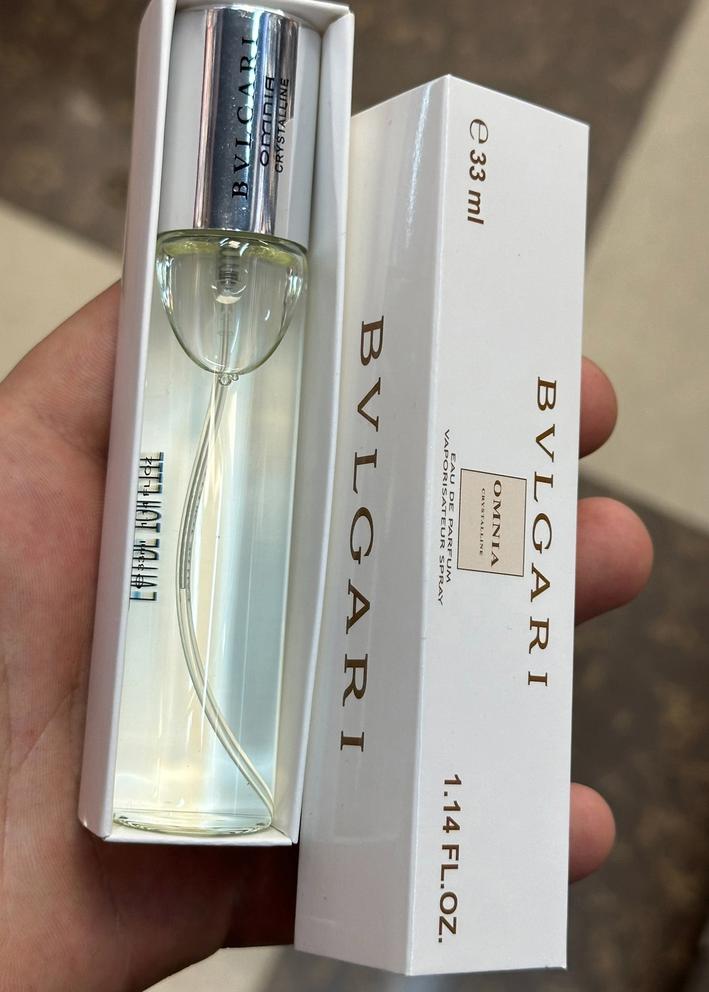 BVLGARI
omnia
CRYSTALLINE
BVLGARI
e 33 ml
BVLGARI
OMNIA
CRYSTALLINE
EAU DE PARFUM
VAPORISATEUR SPRAY
1.14 FL.OZ.